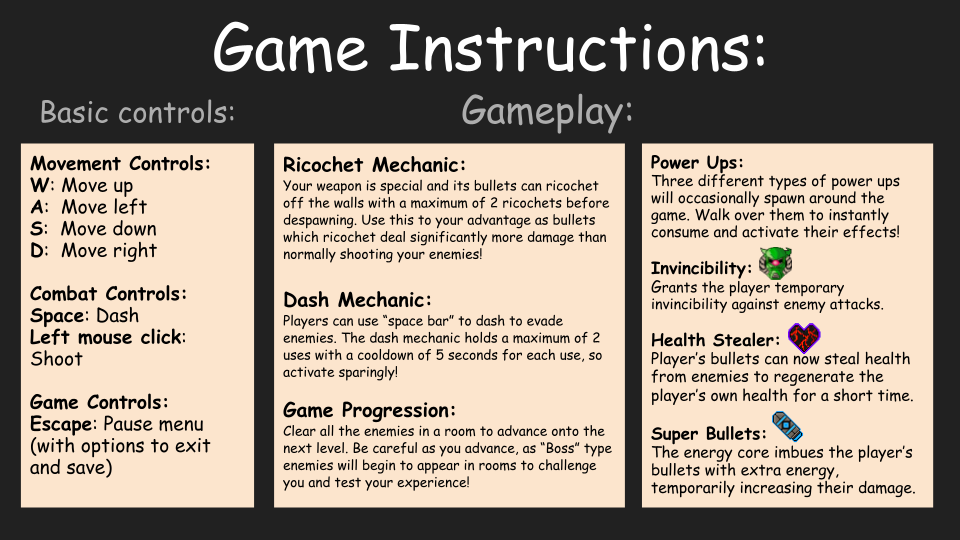 Game Instructions:
Basic controls:
Gameplay:
Movement Controls:
W: Move up
A: Move left
S: Move down
D: Move right
Combat Controls:
Space: Dash
Left mouse click:
Shoot
Game Controls:
Escape: Pause menu
(with options to exit
and save)
Ricochet Mechanic:
Your weapon is special and its bullets can ricochet
off the walls with a maximum of 2 ricochets before
despawning. Use this to your advantage as bullets
which ricochet deal significantly more damage than
normally shooting your enemies!
Dash Mechanic:
Players can use “space bar” to dash to evade
enemies. The dash mechanic holds a maximum of 2
uses with a cooldown of 5 seconds for each use, so
activate sparingly!
Game Progression:
Clear all the enemies in a room to advance onto the
next level. Be careful as you advance, as “Boss” type
enemies will begin to appear in rooms to challenge
you and test your experience!
Power Ups:
Three different types of power ups
will occasionally spawn around the
game. Walk over them to instantly
consume and activate their effects!
Invincibility:
Grants the player temporary
invincibility against enemy attacks.
Health Stealer:
Player’s bullets can now steal health
from enemies to regenerate the
player’s own health for a short time.
Super Bullets:
The energy core imbues the player’s
bullets with extra energy,
temporarily increasing their damage.